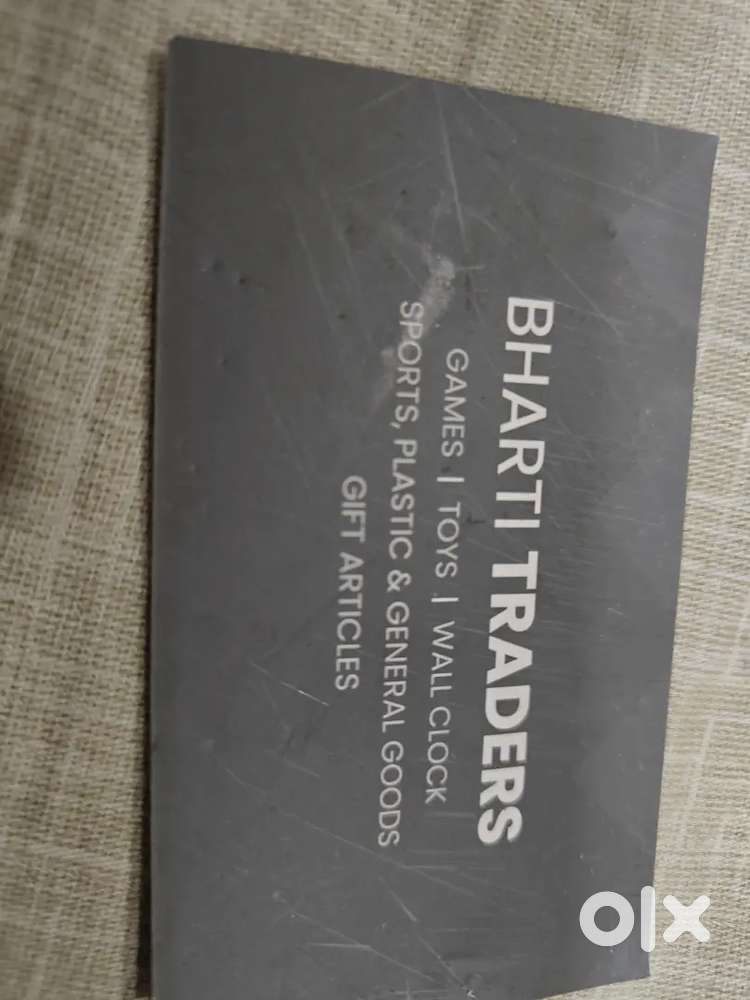 BHARTI TRADERS
GAMES | TOYS | WALL CLOCK
SPORTS, PLASTIC & GENERAL GOODS
GIFT ARTICLES
olx